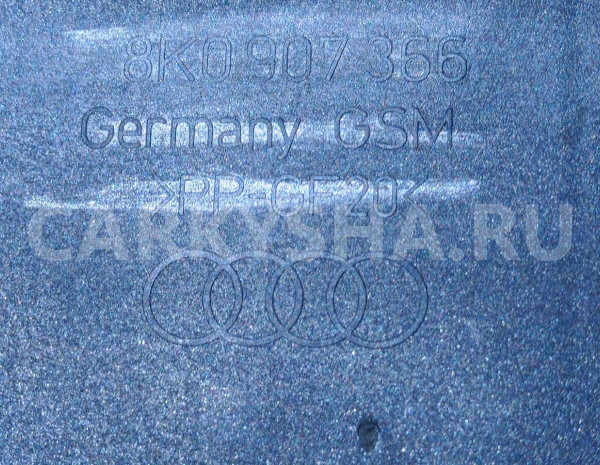 8K0 907 366
Germany GSM
>PP-GF20<
CARKYSHA.RU